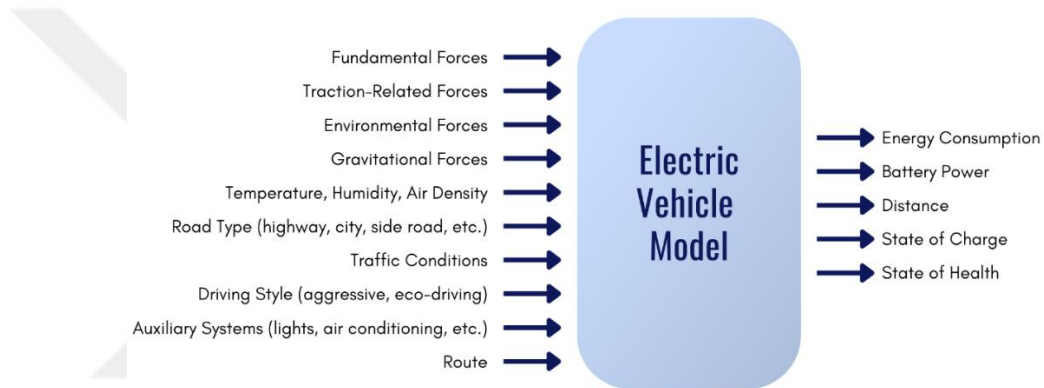 Fundamental Forces
Traction-Related Forces
Environmental Forces
Gravitational Forces
Temperature, Humidity, Air Density
Road Type (highway, city, side road, etc.)
Traffic Conditions
Driving Style (aggressive, eco-driving)
Auxiliary Systems (lights, air conditioning, etc.)
Route
Electric
Vehicle
Model
Energy Consumption
Battery Power
Distance
State of Charge
State of Health